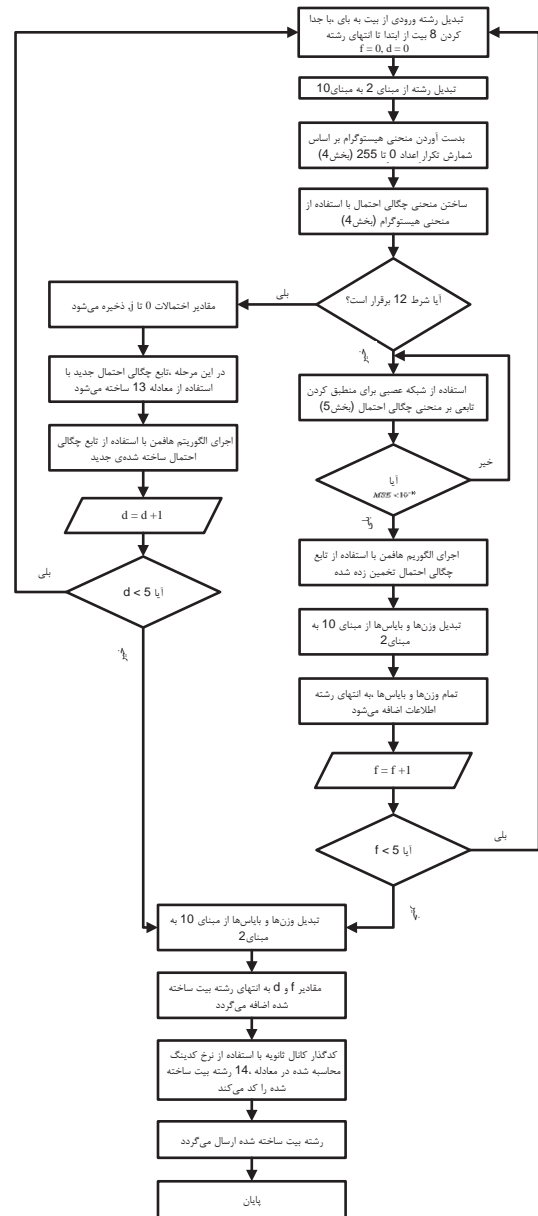 تبدیل رشته ورودی از بیت به بای ،با جدا
کردن 8 بیت از ابتدا تا انتهای رشته
f = 0, d = 0
تبدیل رشته از مبنای 2 به مبنای10
بدست آوردن منحنی هیستوگرام بر اساس
شمارش تکرار اعداد 0 تا 255 (بخش4)
ساختن منحنی چگالی احتمال با استفاده از
منحنی هیستوگرام (بخش4)
آیا شرط 12 برقرار است؟
بلی
خیر
مقادیر اختمالات 0 تا j, ذخیره می‌شود
در این مرحله ،تابع چگالی احتمال جدید با
استفاده از معادله 13 ساخته می‌شود
اجرای الگوریتم هافمن با استفاده از تابع چگالی
احتمال ساخته شده‌ی جدید
d = d +1
آیا d < 5
بلی
خیر
استفاده از شبکه عصبی برای منطبق کردن
تابعی بر منحنی چگالی احتمال (بخش5)
آیا
MSE <10⁻¹⁰
خیر
بلی
اجرای الگوریم هافمن با استفاده از تابع
چگالی احتمال تخمین زده شده
تبدیل وزن‌ها و بایاس‌ها از مبنای 10 به
مبنای2
تمام وزن‌ها و بایاس‌ها ،به انتهای رشته
اطلاعات اضافه می‌شود
f = f +1
آیا f < 5
بلی
خیر
تبدیل وزن‌ها و بایاس‌ها از مبنای 10 به
مبنای2
مقادیر f و d به انتهای رشته بیت ساخته
شده اضافه می‌گردد
کدگذار کانال ثانویه با استفاده از نرخ کدینگ
محاسبه شده در معادله ،14 رشته بیت ساخته
شده را کد می‌کند
رشته بیت ساخته شده ارسال می‌گردد
پایان